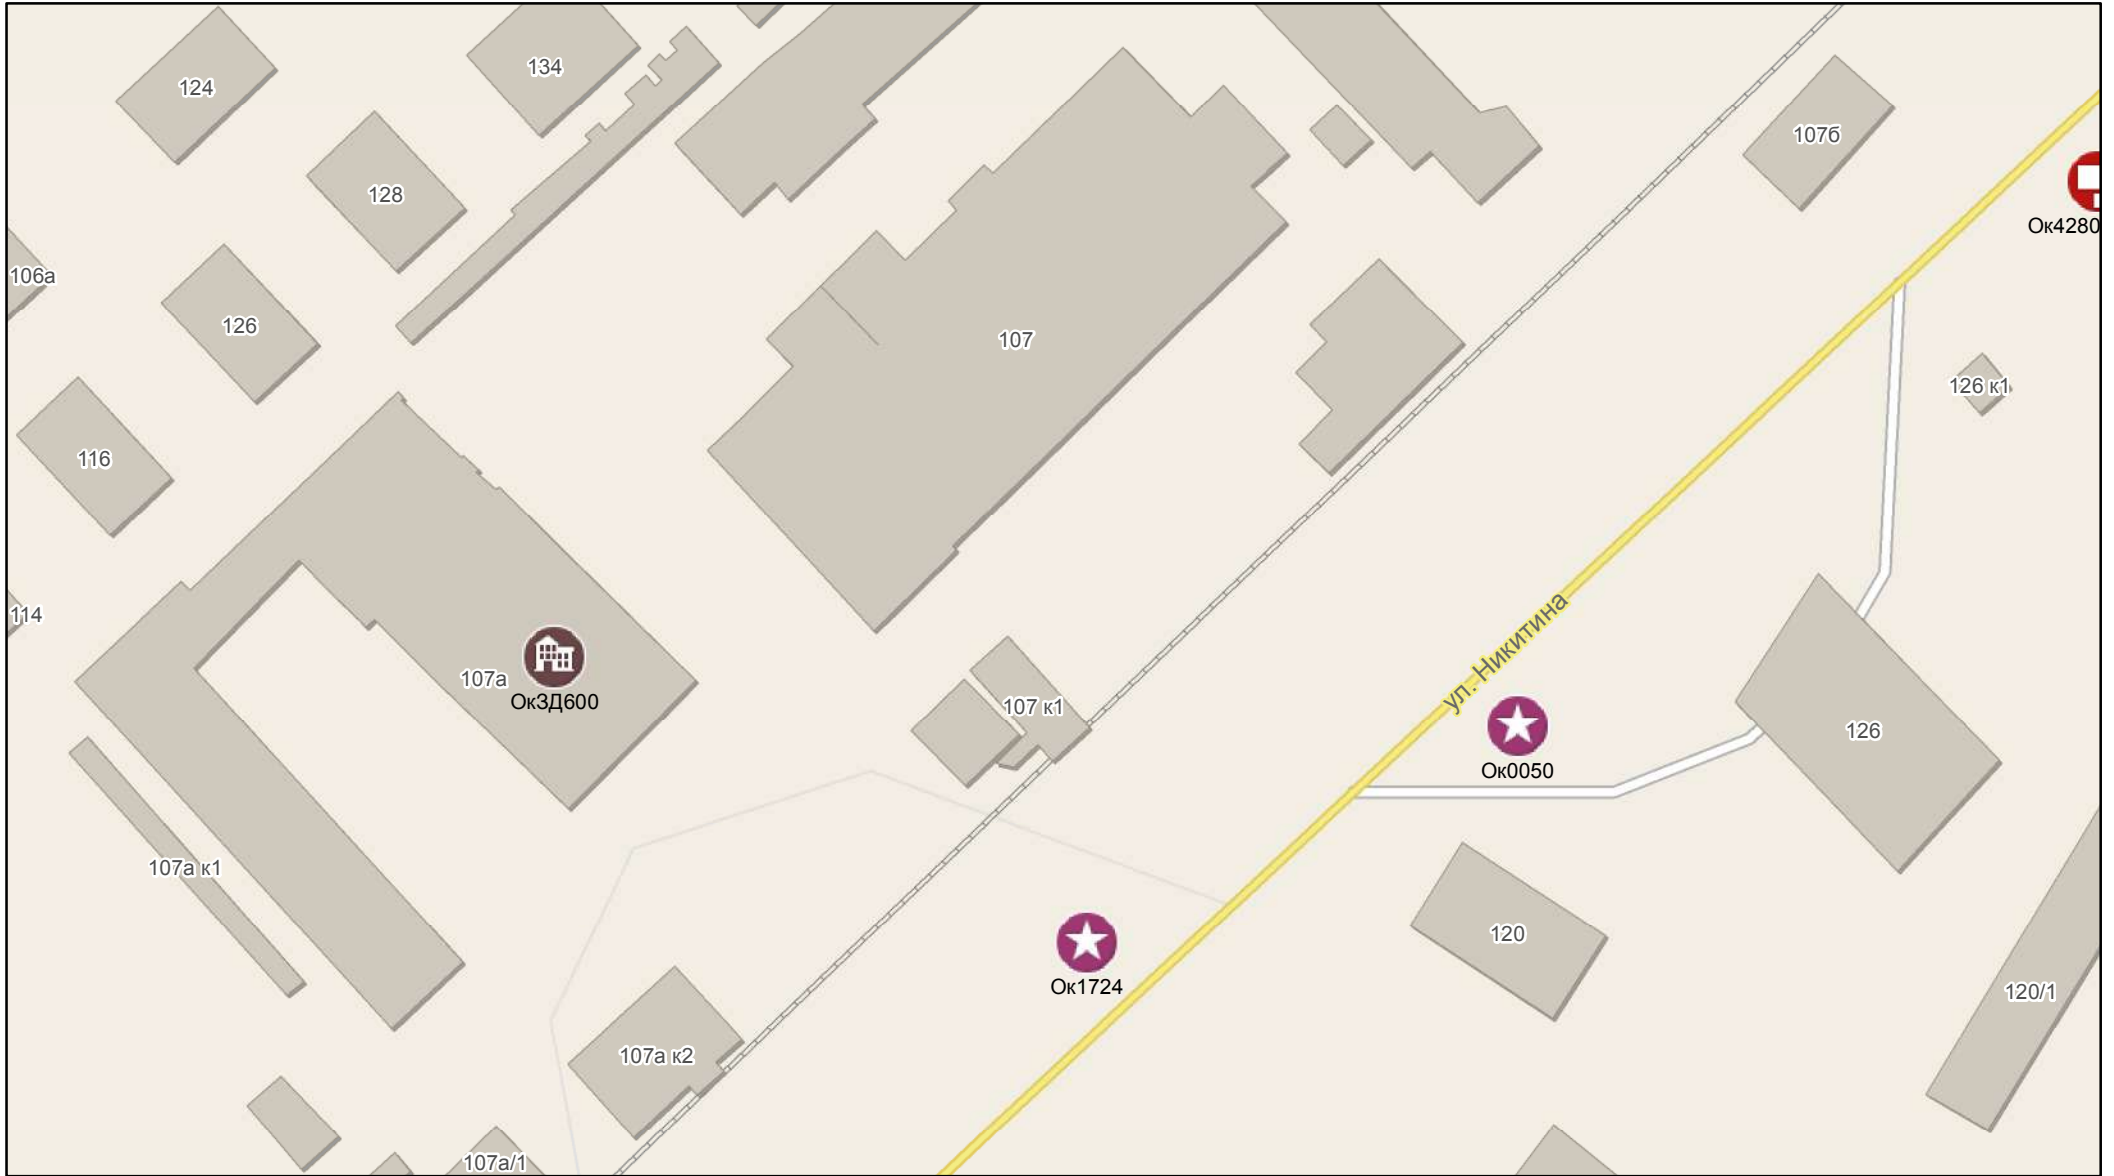 134
124
107б
128
Ок4280
106а
126
107
126 к1
116
ул. Никитина
114
107а
ОкЗД600
107 к1
126
Ок0050
107а к1
120
Ок1724
120/1
107а к2
107а/1